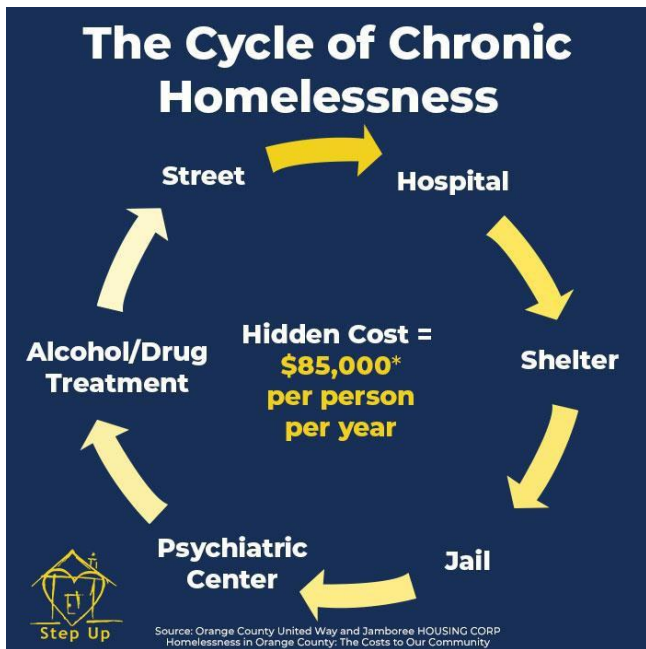 The Cycle of Chronic
Homelessness
Street
Hospital
Shelter
Jail
Psychiatric
Center
Alcohol/Drug
Treatment
Hidden Cost =
$85,000*
per person
per year
Step Up
Source: Orange County United Way and Jamboree HOUSING CORP
Homelessness in Orange County: The Costs to Our Community